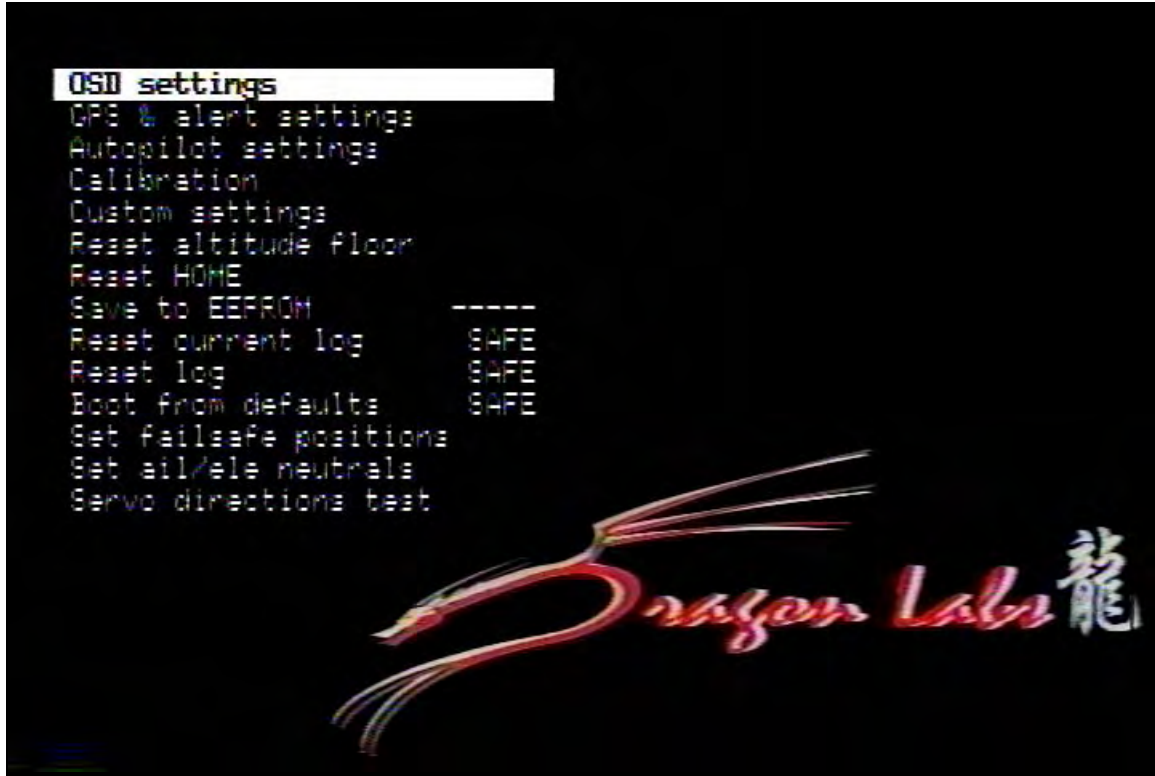 OSD settings
GPS & alert settings
Autopilot settings
Calibration
Custom settings
Reset altitude floor
Reset HOME
Save to EEPROM -----
Reset current log SAFE
Reset log SAFE
Boot from defaults SAFE
Set failsafe positions
Set ail/ele neutrals
Servo directions test
Dragon Labs 龍